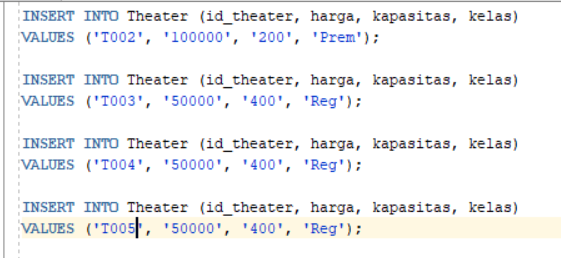 INSERT INTO Theater (id_theater, harga, kapasitas, kelas)
VALUES ('T002', '100000', '200', 'Prem');
INSERT INTO Theater (id_theater, harga, kapasitas, kelas)
VALUES ('T003', '50000', '400', 'Reg');
INSERT INTO Theater (id_theater, harga, kapasitas, kelas)
VALUES ('T004', '50000', '400', 'Reg');
INSERT INTO Theater (id_theater, harga, kapasitas, kelas)
VALUES ('T005', '50000', '400', 'Reg');